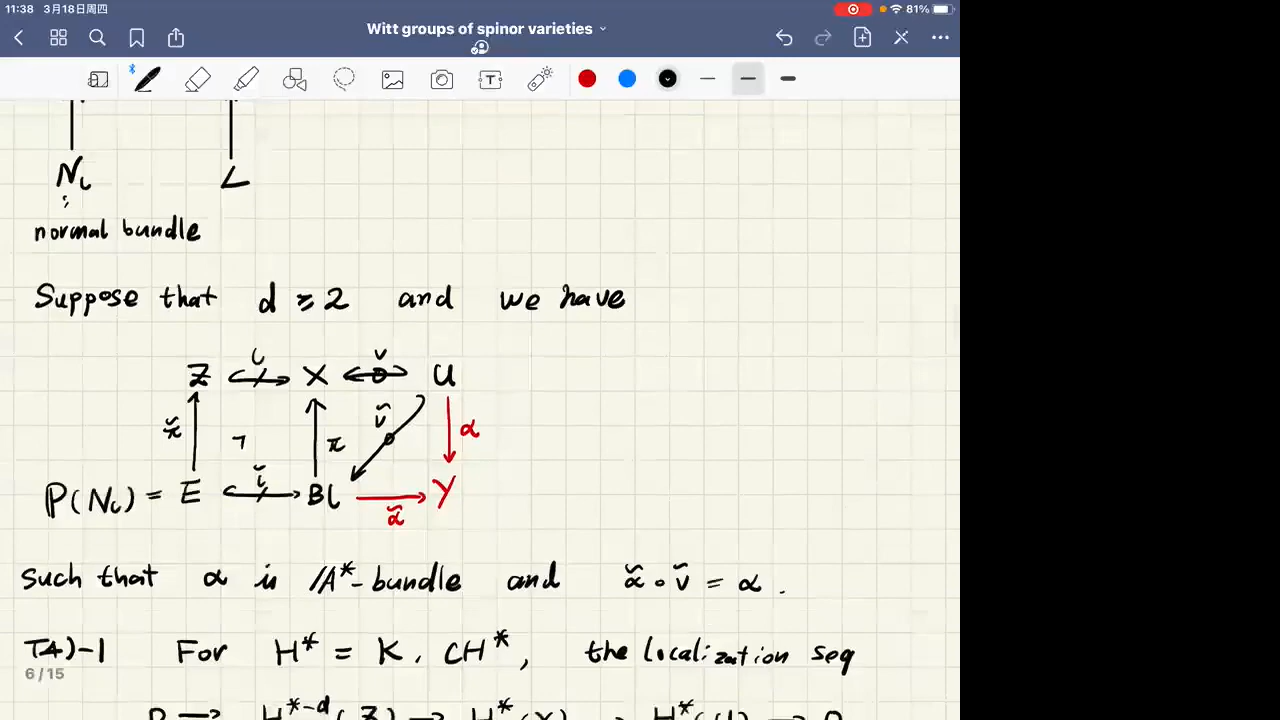 11:38 3月18日周四
81%
Witt groups of spinor varieties
N_ι L
normal bundle
Suppose that d ≥ 2 and we have
Z ι X v U
π̃ π ṽ α
P(N_ι) = E ι̃ Bl α̃ Y
such that α is A*-bundle and α̃ ∘ ṽ = α.
T4)-1 For H* = K, CH*, the localization seq
6/15
0 → H*-d(Z) → H*(X) → H*(U) → 0